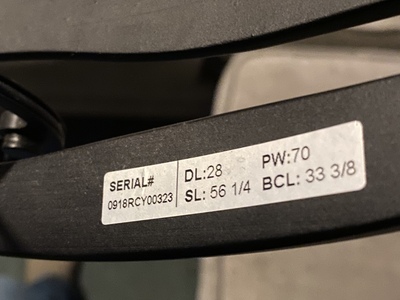 SERIAL#
0918RCY00323
DL:28 PW:70
SL: 56 1/4 BCL: 33 3/8